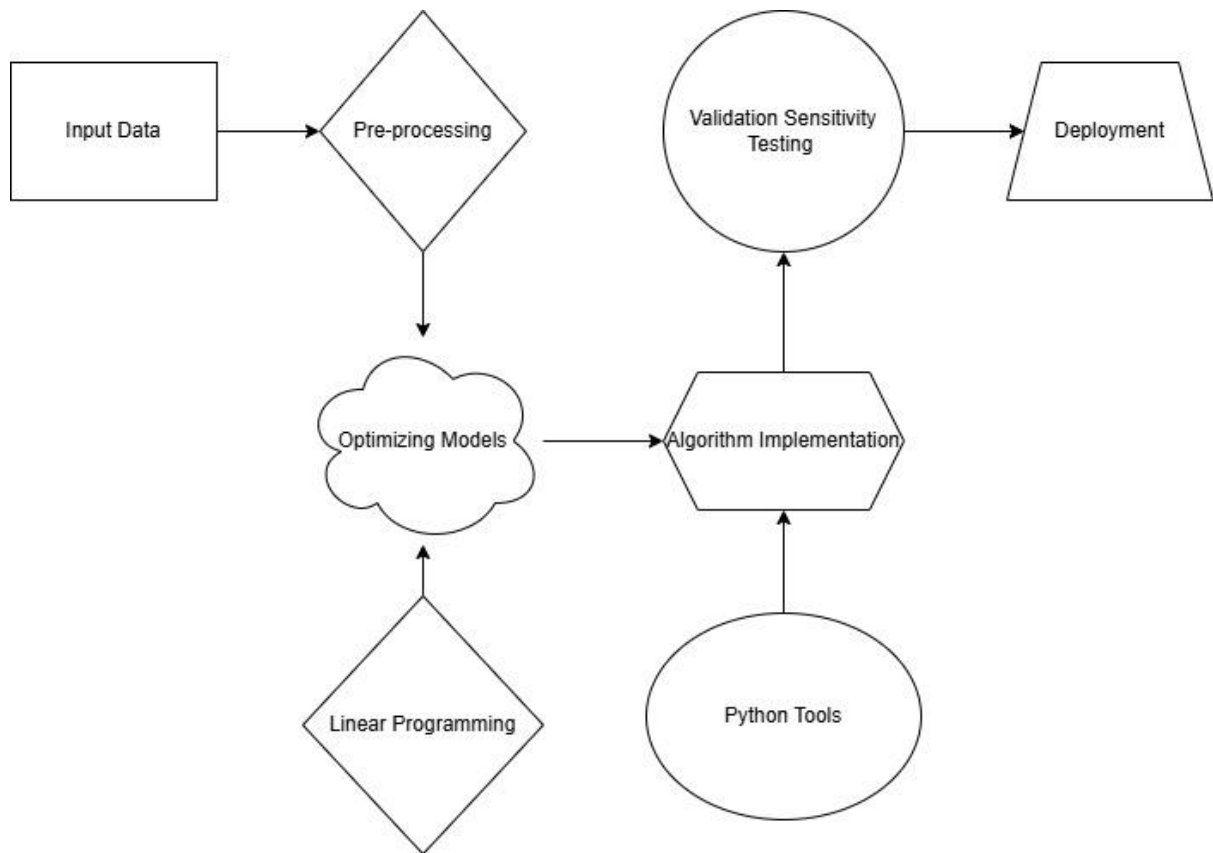 Input Data
Pre-processing
Validation Sensitivity
Testing
Deployment
Optimizing Models
Algorithm Implementation
Linear Programming
Python Tools